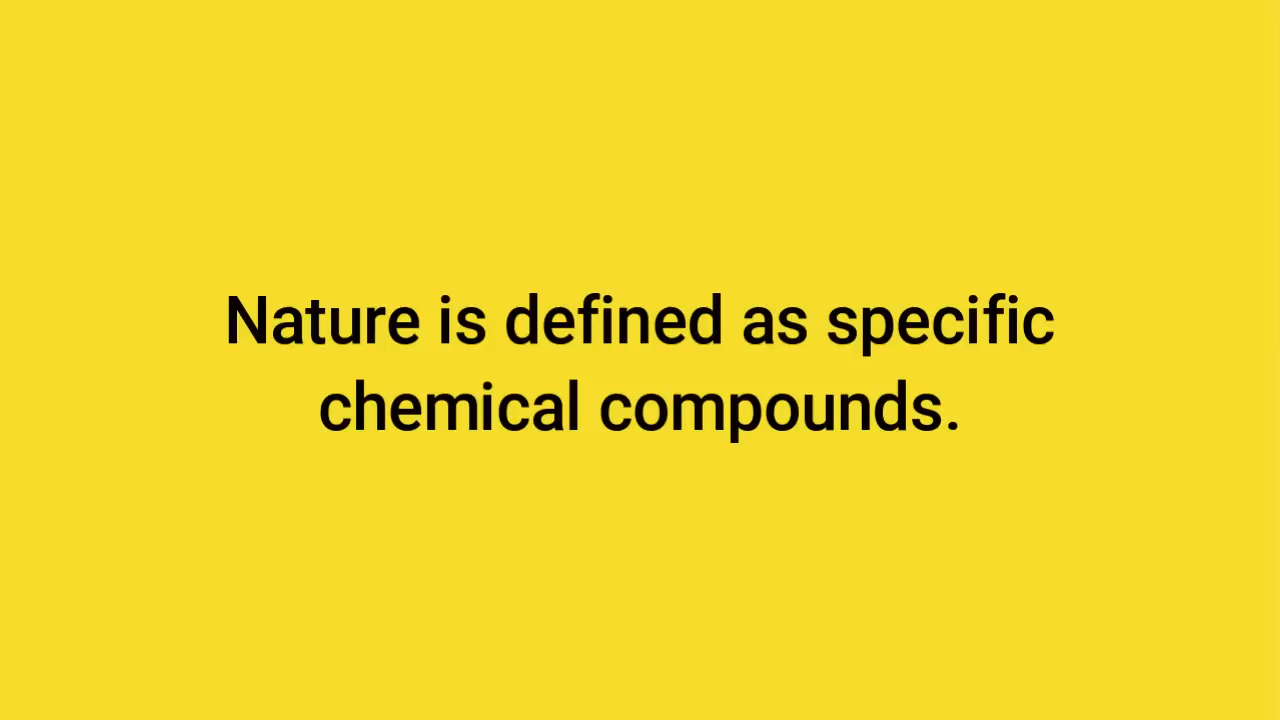 Nature is defined as specific
chemical compounds.